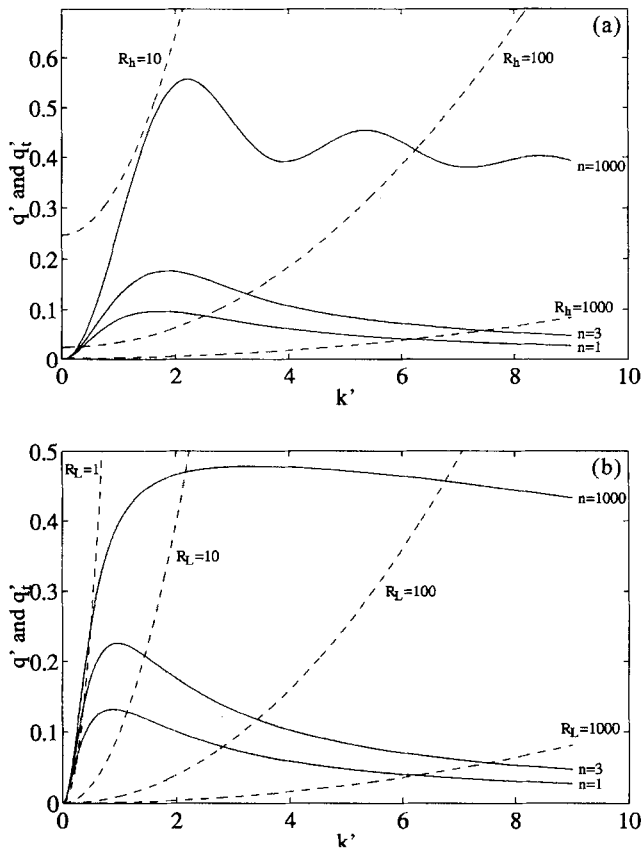 (a)
0.6
0.5
0.4
0.3
0.2
0.1
0
q' and q't
R_h=10
R_h=100
R_h=1000
n=1000
n=3
n=1
0 2 4 6 8 10
k'
(b)
0.5
0.4
0.3
0.2
0.1
0
q' and q't
R_L=1
R_L=10
R_L=100
R_L=1000
n=1000
n=3
n=1
0 2 4 6 8 10
k'